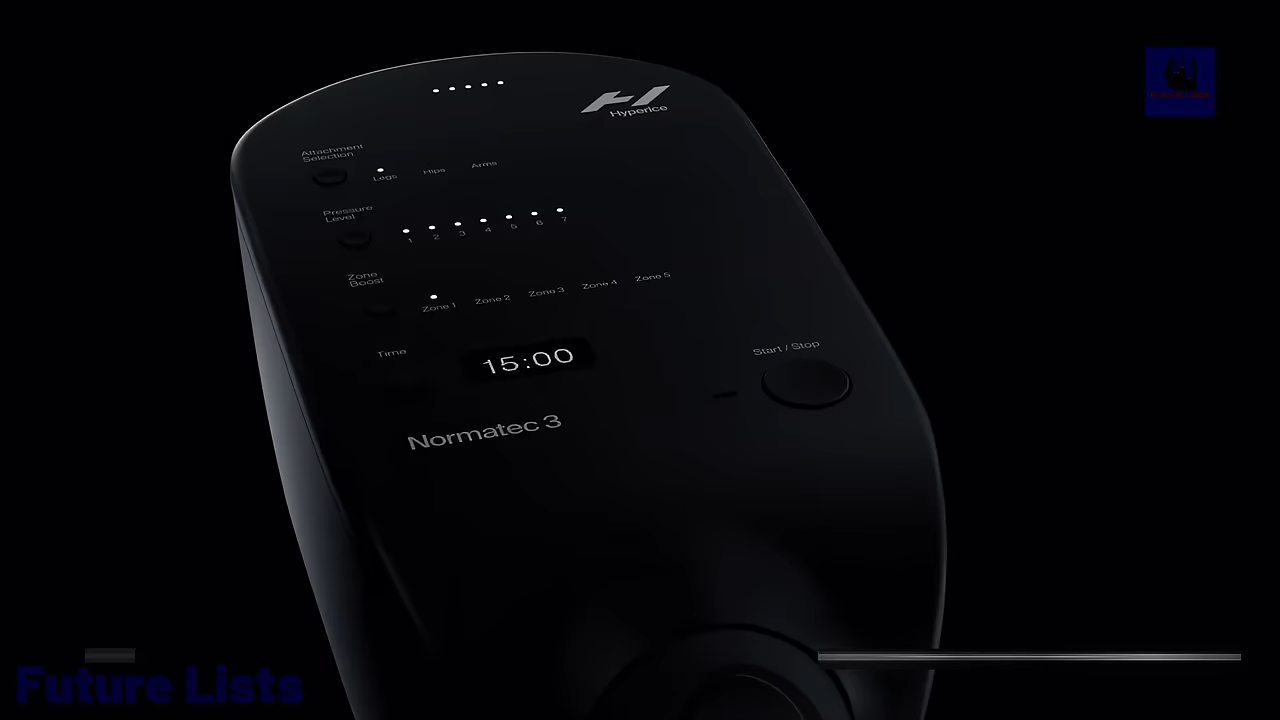 Hyperice
Attachment
Selection
Legs Hips Arms
Pressure
Level
1 2 3 4 5 6 7
Zone
Boost
Zone 1 Zone 2 Zone 3 Zone 4 Zone 5
Time
15:00
Start / Stop
Normatec 3
Future Lists